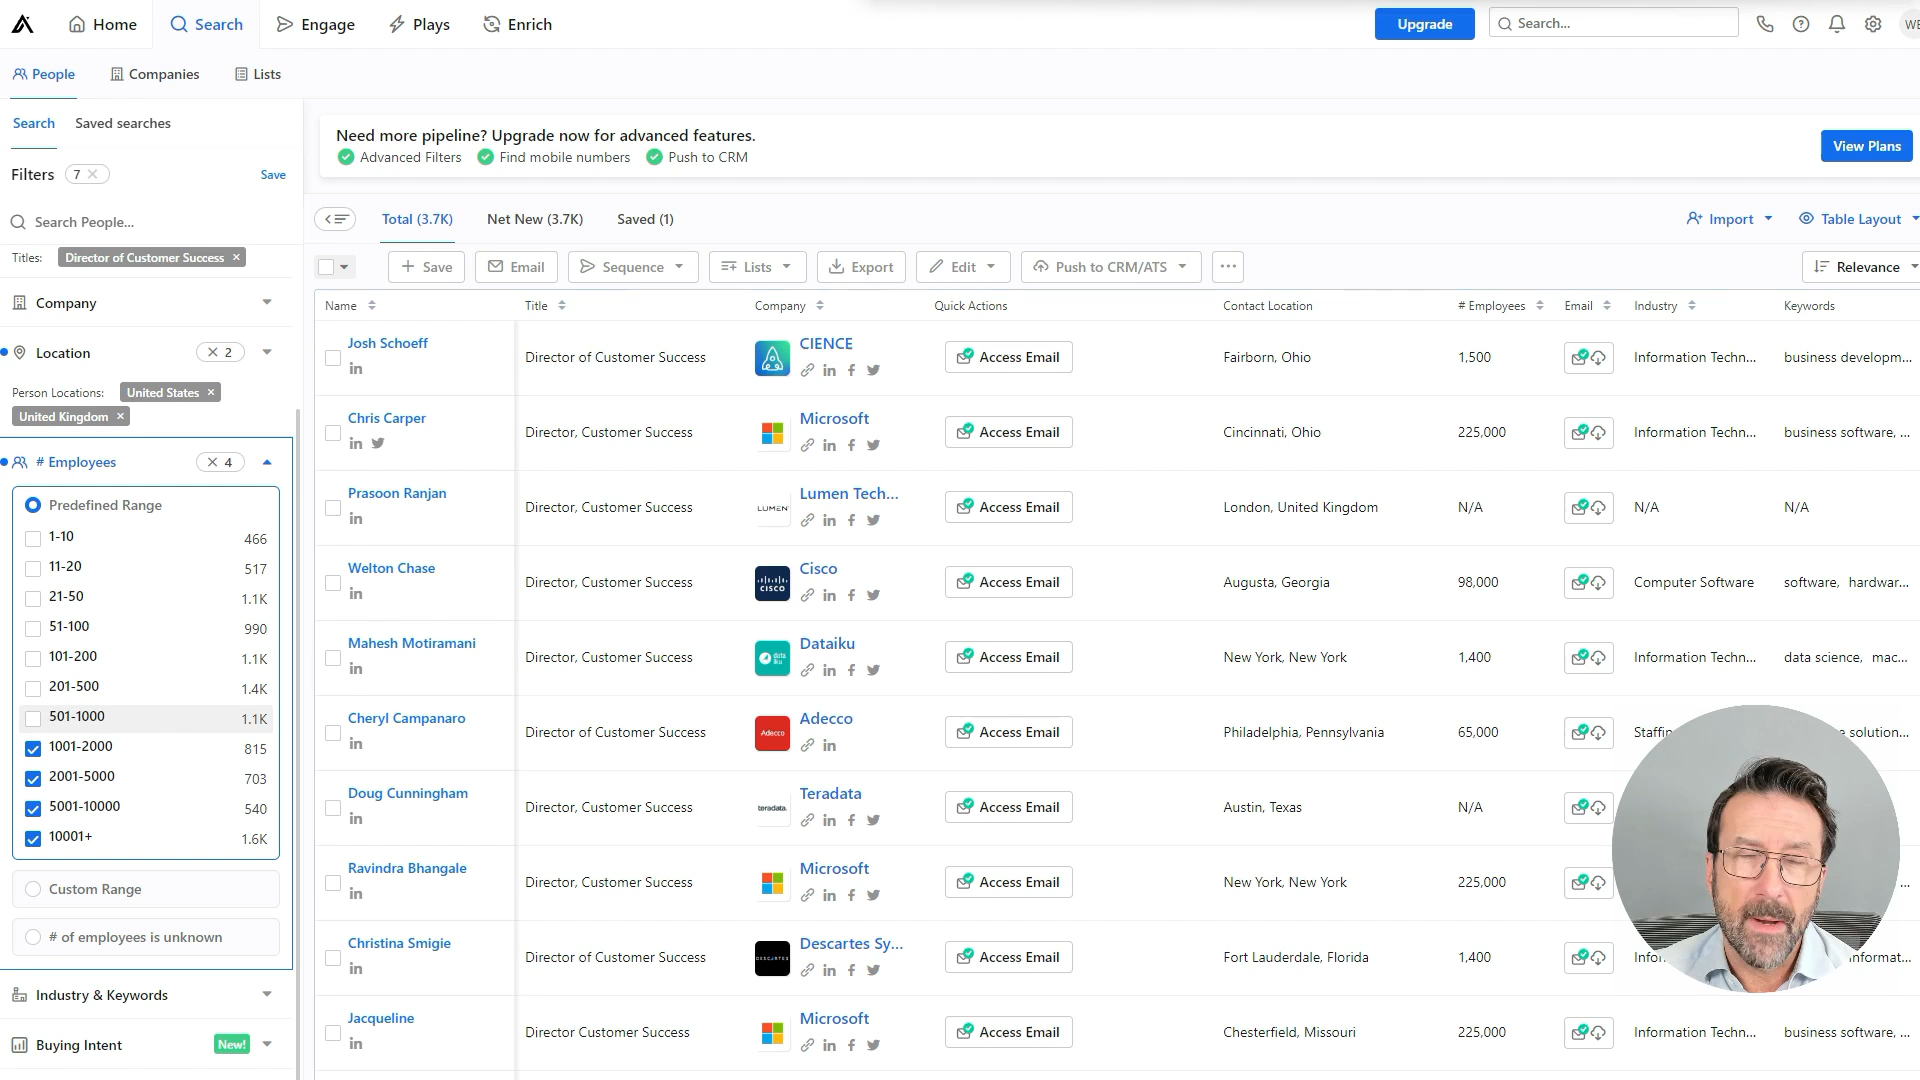 Home Search Engage Plays Enrich Upgrade Search...
People Companies Lists
Search Saved searches
Filters 7 Save
Search People...
Titles: Director of Customer Success
Company
Location 2
Person Locations: United States
United Kingdom
# Employees 4
Predefined Range
1-10 466
11-20 517
21-50 1.1K
51-100 990
101-200 1.1K
201-500 1.4K
501-1000 1.1K
1001-2000 815
2001-5000 703
5001-10000 540
10001+ 1.6K
Custom Range
# of employees is unknown
Industry & Keywords
Buying Intent New!
Need more pipeline? Upgrade now for advanced features.
Advanced Filters Find mobile numbers Push to CRM
View Plans
Total (3.7K) Net New (3.7K) Saved (1) Import Table Layout
Save Email Sequence Lists Export Edit Push to CRM/ATS ... Relevance
Name Title Company Quick Actions Contact Location # Employees Email Industry Keywords
Josh Schoeff Director of Customer Success CIENCE Access Email Fairborn, Ohio 1,500 Information Techn... business developm...
Chris Carper Director, Customer Success Microsoft Access Email Cincinnati, Ohio 225,000 Information Techn... business software, ...
Prasoon Ranjan Director, Customer Success LUMEN Lumen Tech... Access Email London, United Kingdom N/A N/A N/A
Welton Chase Director, Customer Success CISCO Cisco Access Email Augusta, Georgia 98,000 Computer Software software, hardwar...
Mahesh Motiramani Director, Customer Success data iku Dataiku Access Email New York, New York 1,400 Information Techn... data science, mac...
Cheryl Campanaro Director of Customer Success Adecco Adecco Access Email Philadelphia, Pennsylvania 65,000 Staffin solution...
Doug Cunningham Director, Customer Success teradata. Teradata Access Email Austin, Texas N/A
Ravindra Bhangale Director, Customer Success Microsoft Access Email New York, New York 225,000 ...
Christina Smigie Director of Customer Success DESCARTES Descartes Sy... Access Email Fort Lauderdale, Florida 1,400 Infor informat...
Jacqueline Director Customer Success Microsoft Access Email Chesterfield, Missouri 225,000 Information Techn... business software, ...